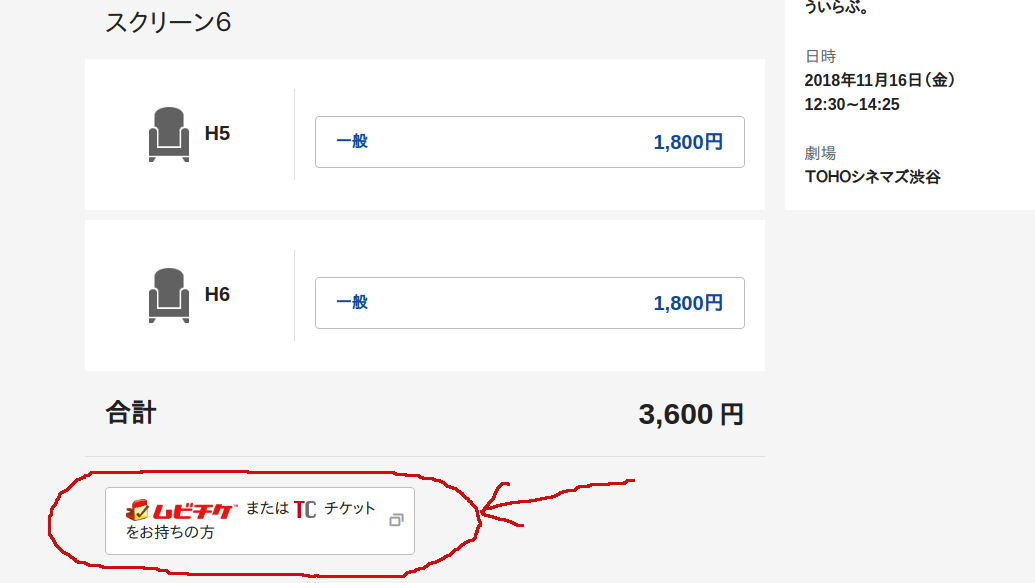 スクリーン6
H5
一般 1,800円
H6
一般 1,800円
合計 3,600 円
ムビチケ または TC チケット
をお持ちの方
ういらぶ。
日時
2018年11月16日(金)
12:30~14:25
劇場
TOHOシネマズ渋谷